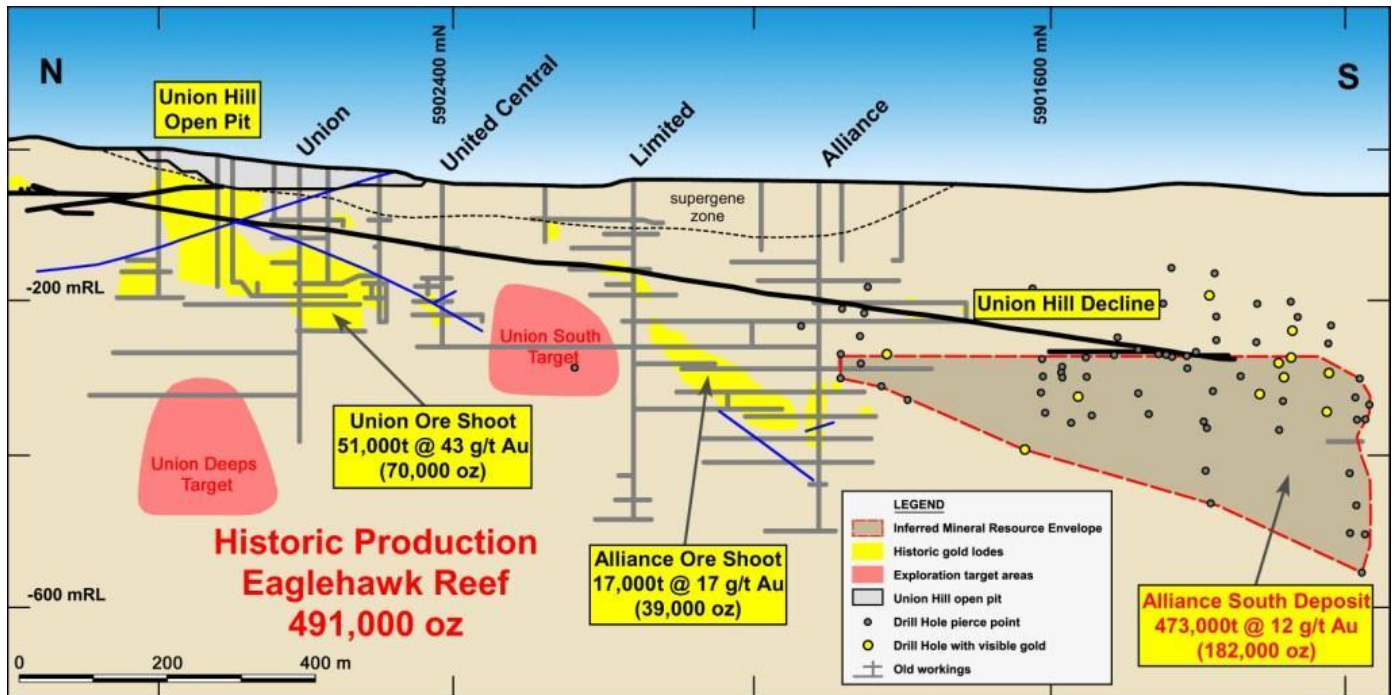 N
S
Union Hill
Open Pit
Union
5902400 mN
United Central
Limited
Alliance
5901600 mN
supergene
zone
-200 mRL
Union Hill Decline
Union South
Target
Union Ore Shoot
51,000t @ 43 g/t Au
(70,000 oz)
Union Deeps
Target
Historic Production
Eaglehawk Reef
491,000 oz
Alliance Ore Shoot
17,000t @ 17 g/t Au
(39,000 oz)
LEGEND
Inferred Mineral Resource Envelope
Historic gold lodes
Exploration target areas
Union Hill open pit
Drill Hole pierce point
Drill Hole with visible gold
Old workings
Alliance South Deposit
473,000t @ 12 g/t Au
(182,000 oz)
-600 mRL
0 200 400 m